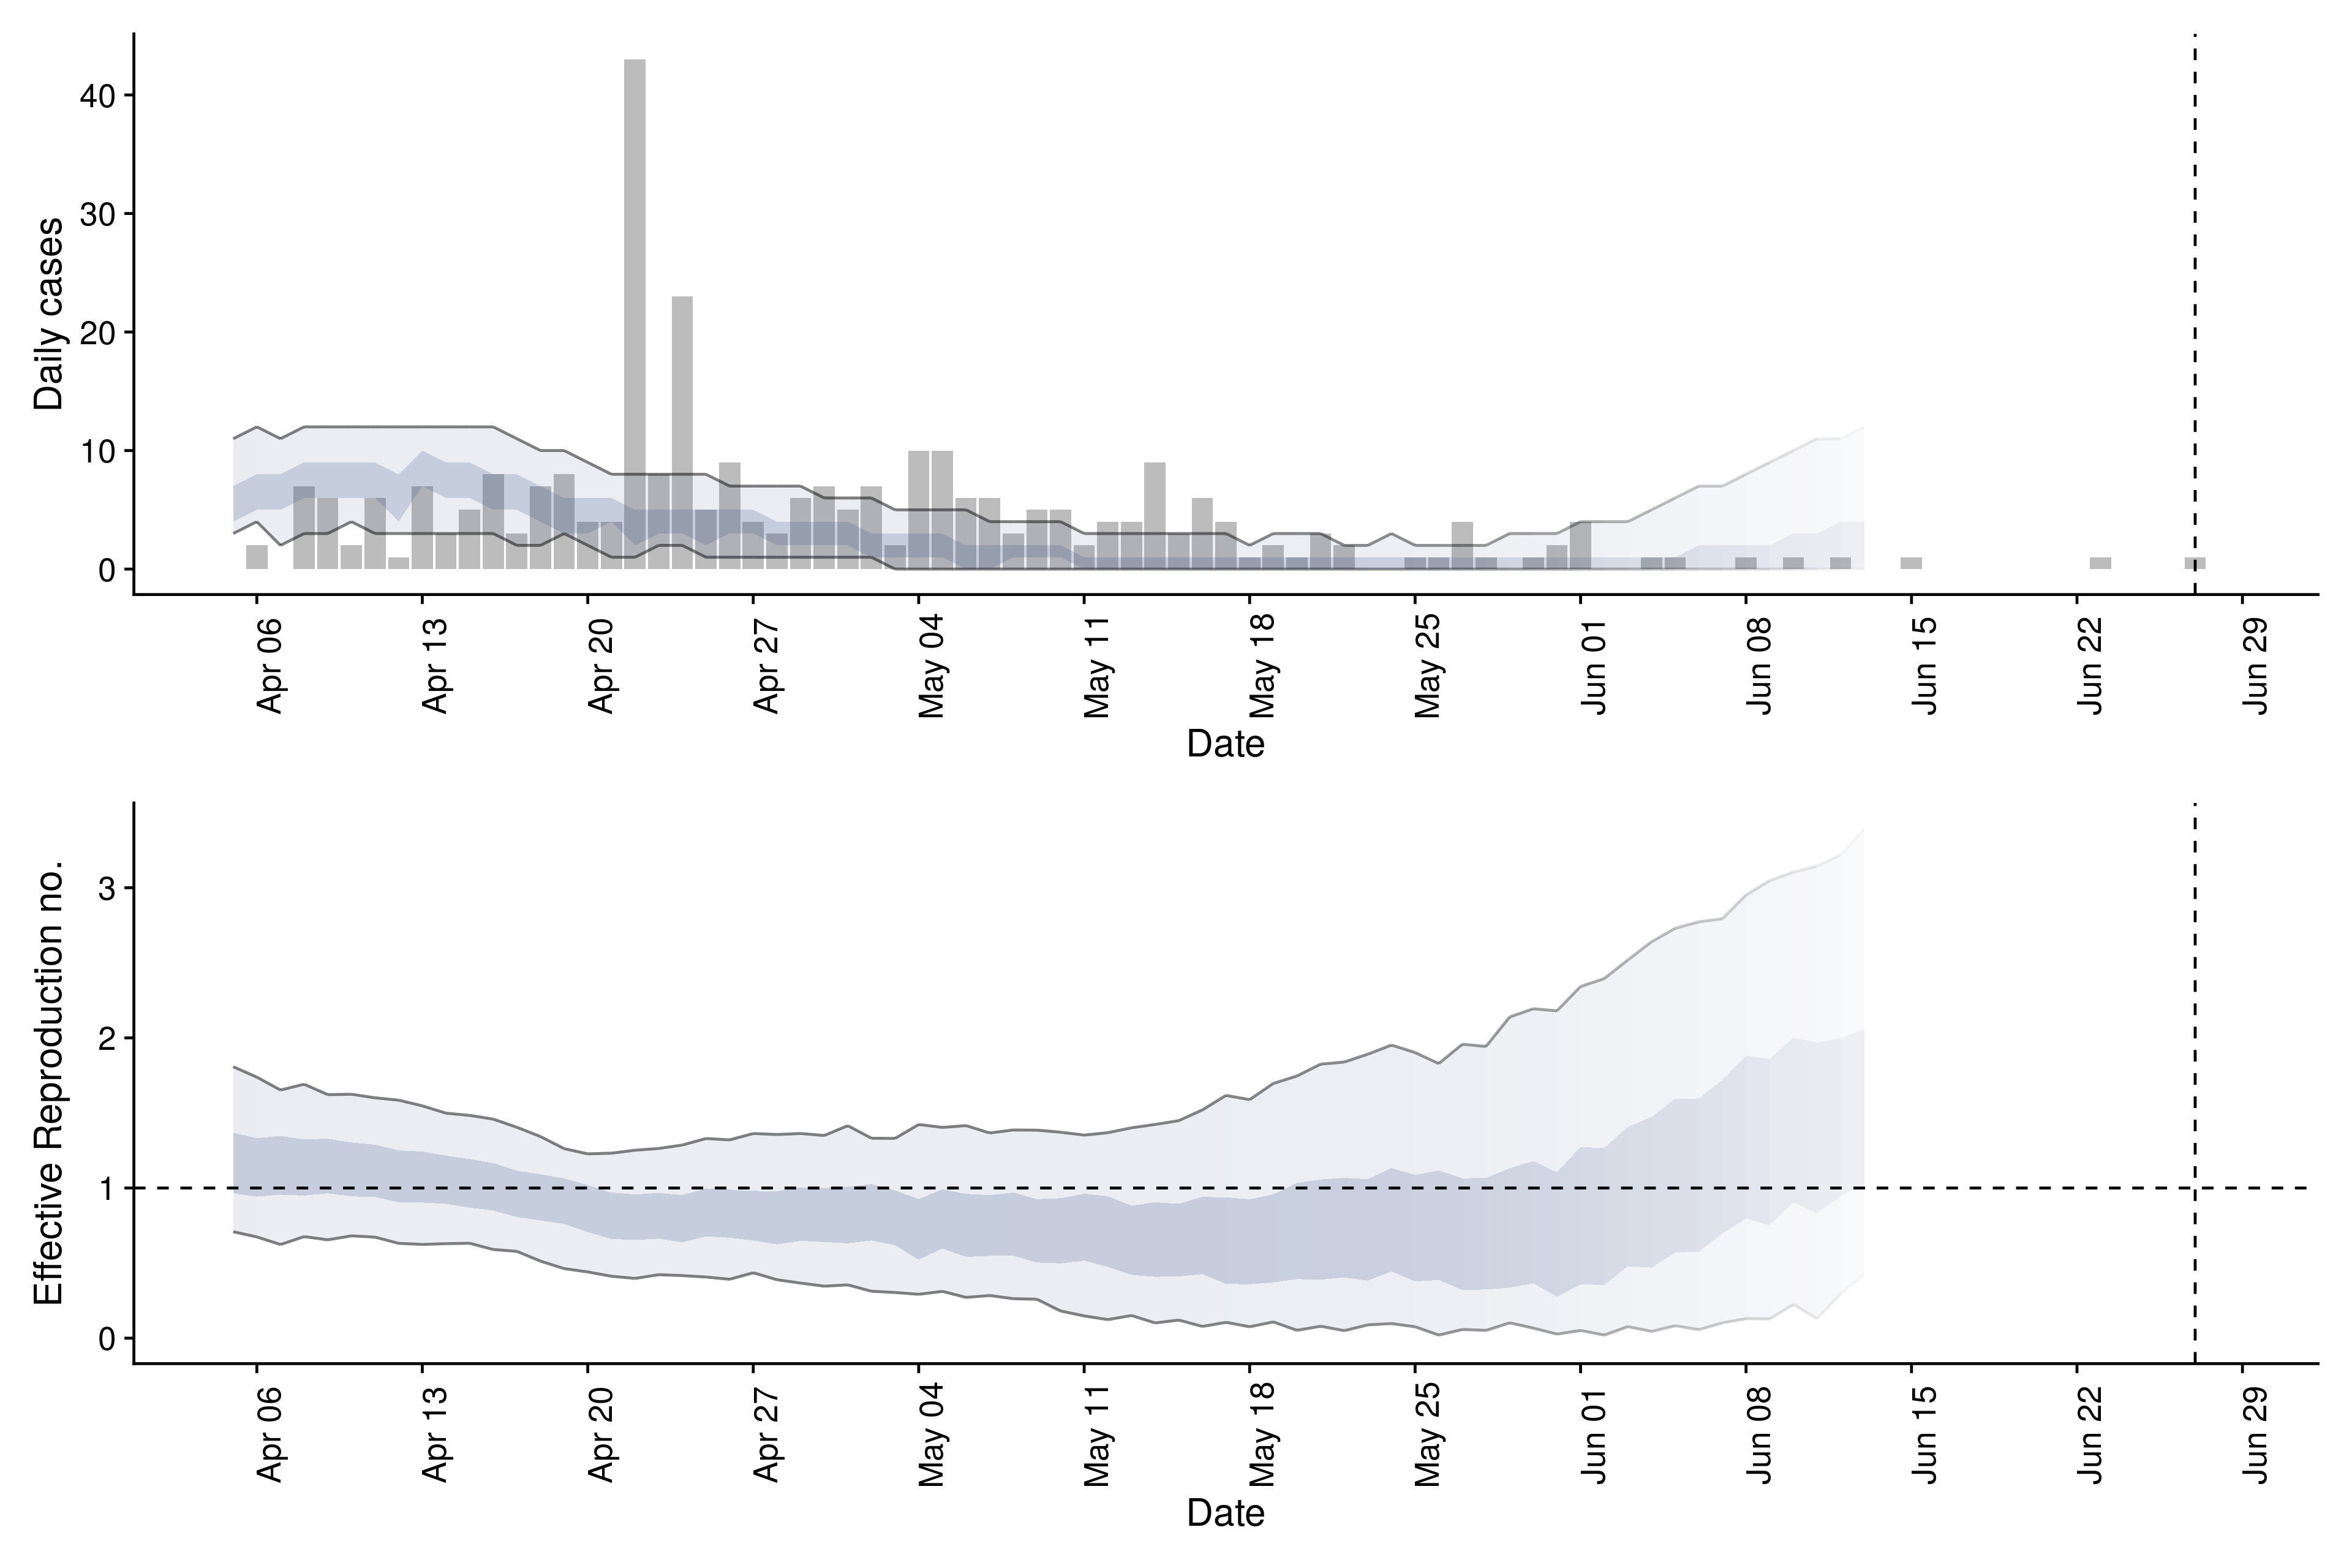 Daily cases
40
30
20
10
0
Apr 06
Apr 13
Apr 20
Apr 27
May 04
May 11
May 18
May 25
Jun 01
Jun 08
Jun 15
Jun 22
Jun 29
Date
Effective Reproduction no.
3
2
1
0
Apr 06
Apr 13
Apr 20
Apr 27
May 04
May 11
May 18
May 25
Jun 01
Jun 08
Jun 15
Jun 22
Jun 29
Date